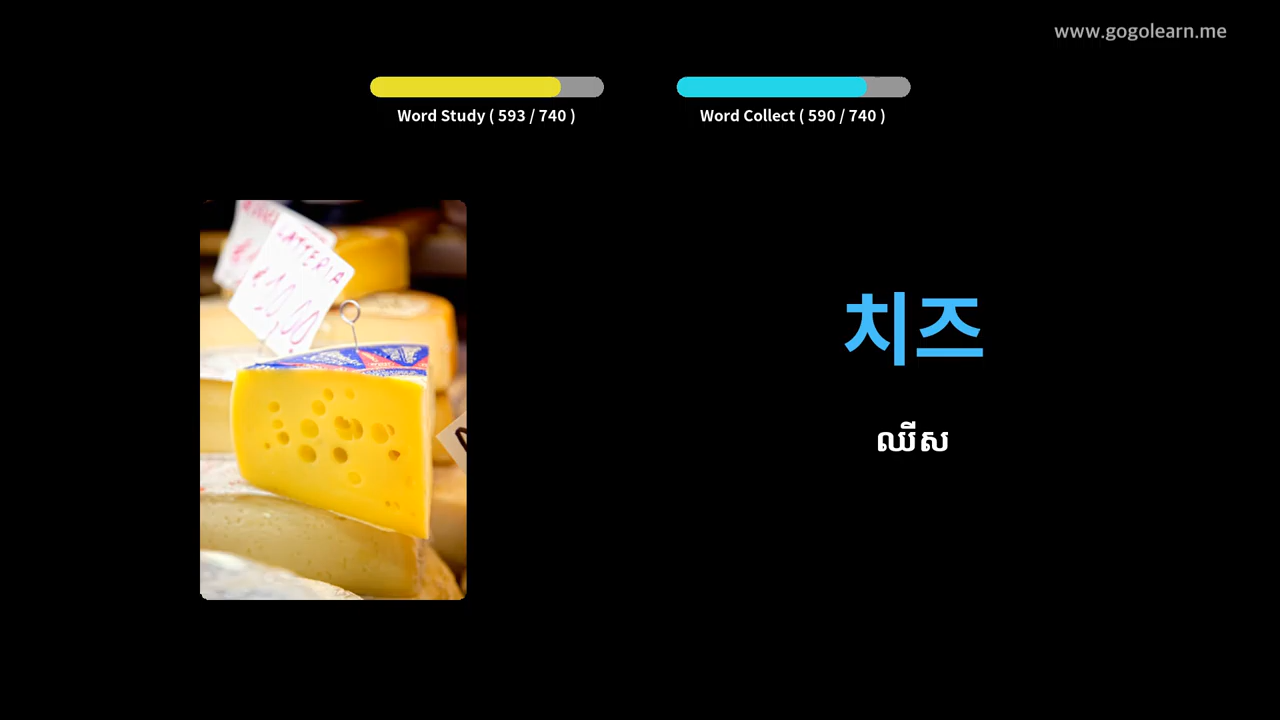 www.gogolearn.me
Word Study ( 593 / 740 )
Word Collect ( 590 / 740 )
LATTERIA
치즈
ឈីស